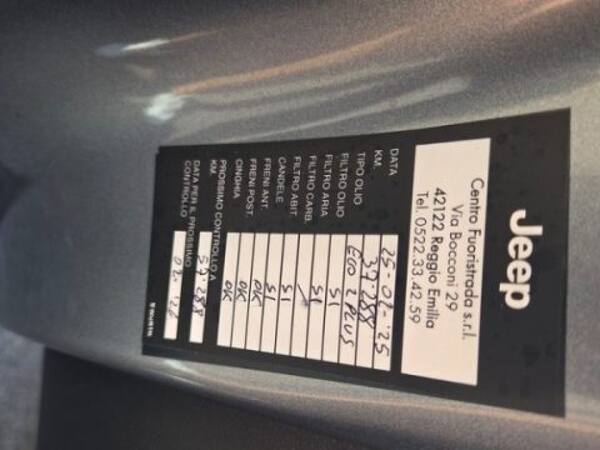 Jeep
Centro Fuoristrada s.r.l.
Via Bocconi 29
42122 Reggio Emilia
Tel. 0522.33.42.59
DATA 25-02-'25
KM. 37.288
TIPO OLIO ECO 2 PLUS
FILTRO OLIO SI
FILTRO ARIA SI
FILTRO CARB.
FILTRO ABIT. SI
CANDELE SI
FRENI ANT. OK
FRENI POST. OK
CINGHIA OK
PROSSIMO CONTROLLO A
KM. 57.288
DATA PER IL PROSSIMO
CONTROLLO 02-'26